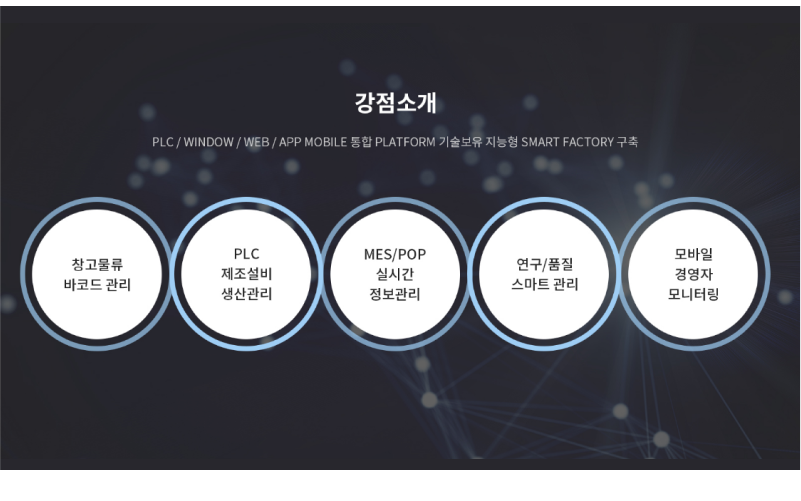 강점소개
PLC / WINDOW / WEB / APP MOBILE 통합 PLATFORM 기술보유 지능형 SMART FACTORY 구축
창고물류
바코드 관리
PLC
제조설비
생산관리
MES/POP
실시간
정보관리
연구/품질
스마트 관리
모바일
경영자
모니터링